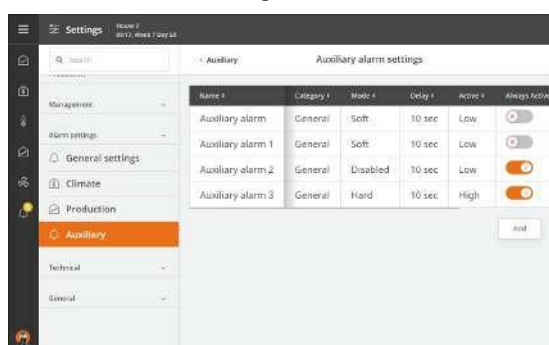 Settings
House 2
Search
Auxiliary
Auxiliary alarm settings
Management
Alarm settings
General settings
Climate
Production
Auxiliary
Technical
General
Name Category Mode Delay Active Always Active
Auxiliary alarm General Soft 10 sec Low
Auxiliary alarm 1 General Soft 10 sec Low
Auxiliary alarm 2 General Disabled 10 sec Low
Auxiliary alarm 3 General Hard 10 sec High
Add